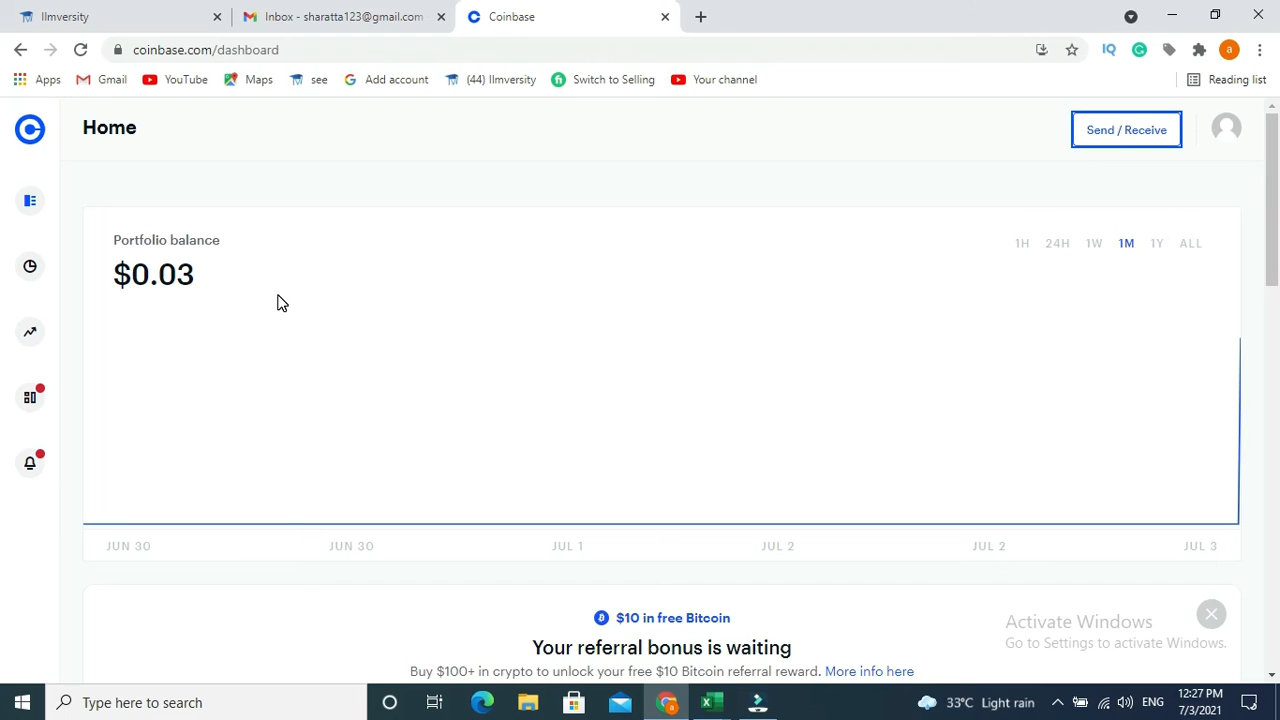 Ilmversity
Inbox - sharatta123@gmail.com
Coinbase
coinbase.com/dashboard
IQ
a
Apps
Gmail
YouTube
Maps
see
Add account
(44) Ilmversity
Switch to Selling
Your channel
Reading list
Home
Send / Receive
Portfolio balance
$0.03
1H 24H 1W 1M 1Y ALL
JUN 30 JUN 30 JUL 1 JUL 2 JUL 2 JUL 3
$10 in free Bitcoin
Your referral bonus is waiting
Buy $100+ in crypto to unlock your free $10 Bitcoin referral reward. More info here
Activate Windows
Go to Settings to activate Windows.
Type here to search
33°C Light rain
ENG
12:27 PM
7/3/2021